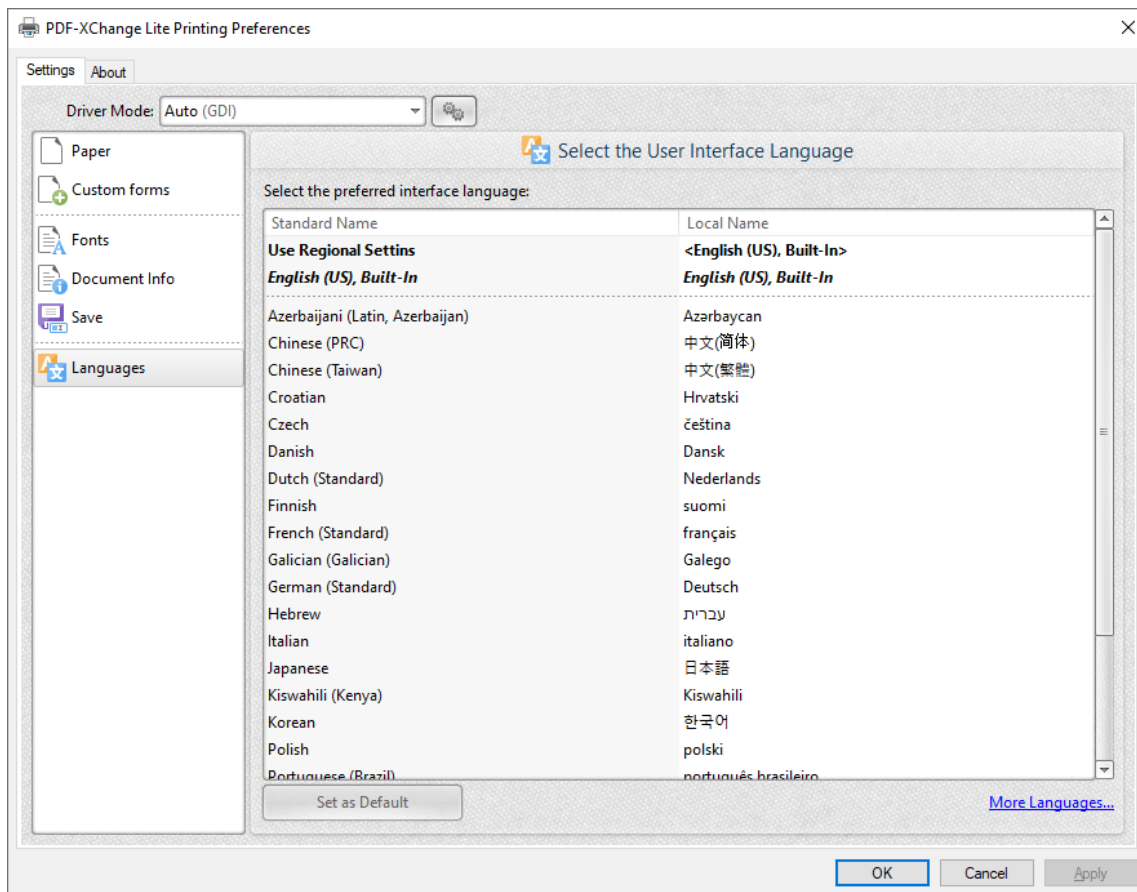 PDF-XChange Lite Printing Preferences
Settings About
Driver Mode: Auto (GDI)
Paper
Custom forms
Fonts
Document Info
Save
Languages
Select the User Interface Language
Select the preferred interface language:
Standard Name Local Name
Use Regional Settins <English (US), Built-In>
English (US), Built-In English (US), Built-In
Azerbaijani (Latin, Azerbaijan) Azərbaycan
Chinese (PRC) 中文(简体)
Chinese (Taiwan) 中文(繁體)
Croatian Hrvatski
Czech čeština
Danish Dansk
Dutch (Standard) Nederlands
Finnish suomi
French (Standard) français
Galician (Galician) Galego
German (Standard) Deutsch
Hebrew עברית
Italian italiano
Japanese 日本語
Kiswahili (Kenya) Kiswahili
Korean 한국어
Polish polski
Portuguese (Brazil) português brasileiro
Set as Default More Languages...
OK Cancel Apply